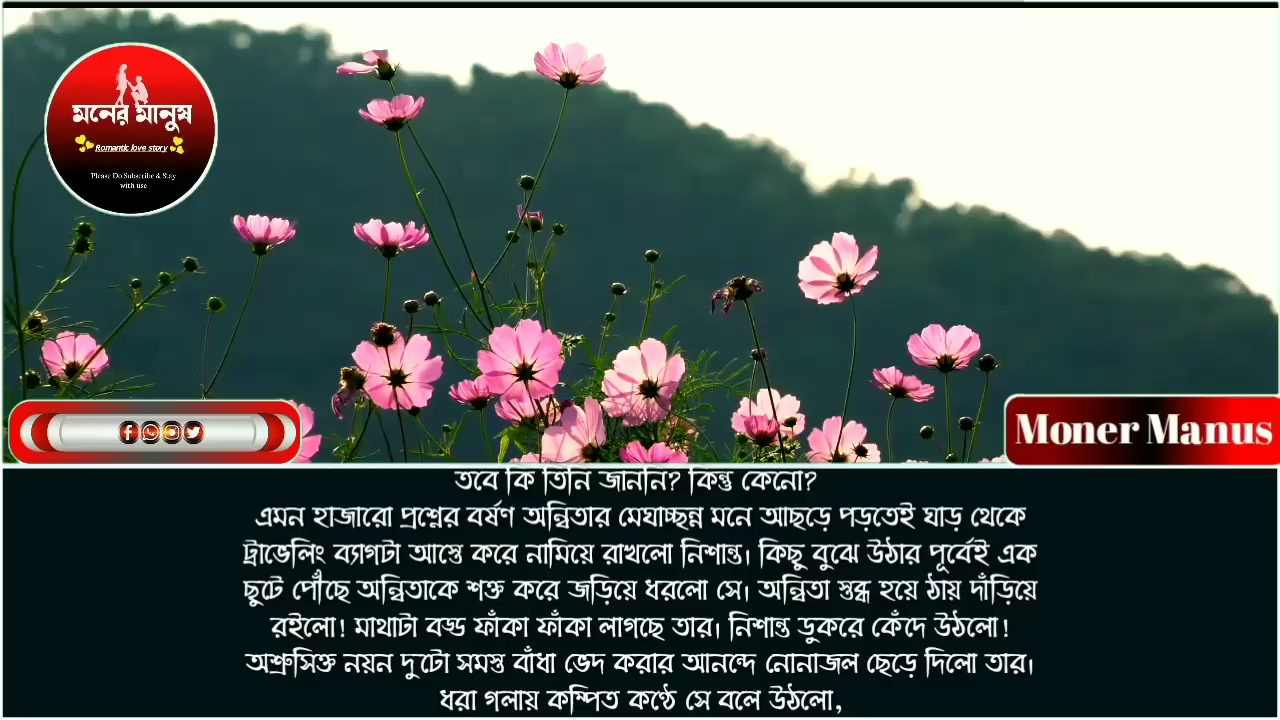 মনের মানুষ
Romantic love story
Please Do Subscribe & Stay
with use
Moner Manus
তবে কি তিনি জাননি? কিন্তু কেনো?
এমন হাজারো প্রশ্নের বর্ষণ অন্বিতার মেঘাচ্ছন্ন মনে আছড়ে পড়তেই ঘাড় থেকে
ট্রাভেলিং ব্যাগটা আস্তে করে নামিয়ে রাখলো নিশান্ত। কিছু বুঝে উঠার পূর্বেই এক
ছুটে পৌঁছে অন্বিতাকে শক্ত করে জড়িয়ে ধরলো সে। অন্বিতা স্তব্ধ হয়ে ঠায় দাঁড়িয়ে
রইলো! মাথাটা বড্ড ফাঁকা ফাঁকা লাগছে তার। নিশান্ত ডুকরে কেঁদে উঠলো!
অশ্রুসিক্ত নয়ন দু'টো সমস্ত বাঁধা ভেদ করার আনন্দে নোনাজল ছেড়ে দিলো তার।
ধরা গলায় কম্পিত কণ্ঠে সে বলে উঠলো,